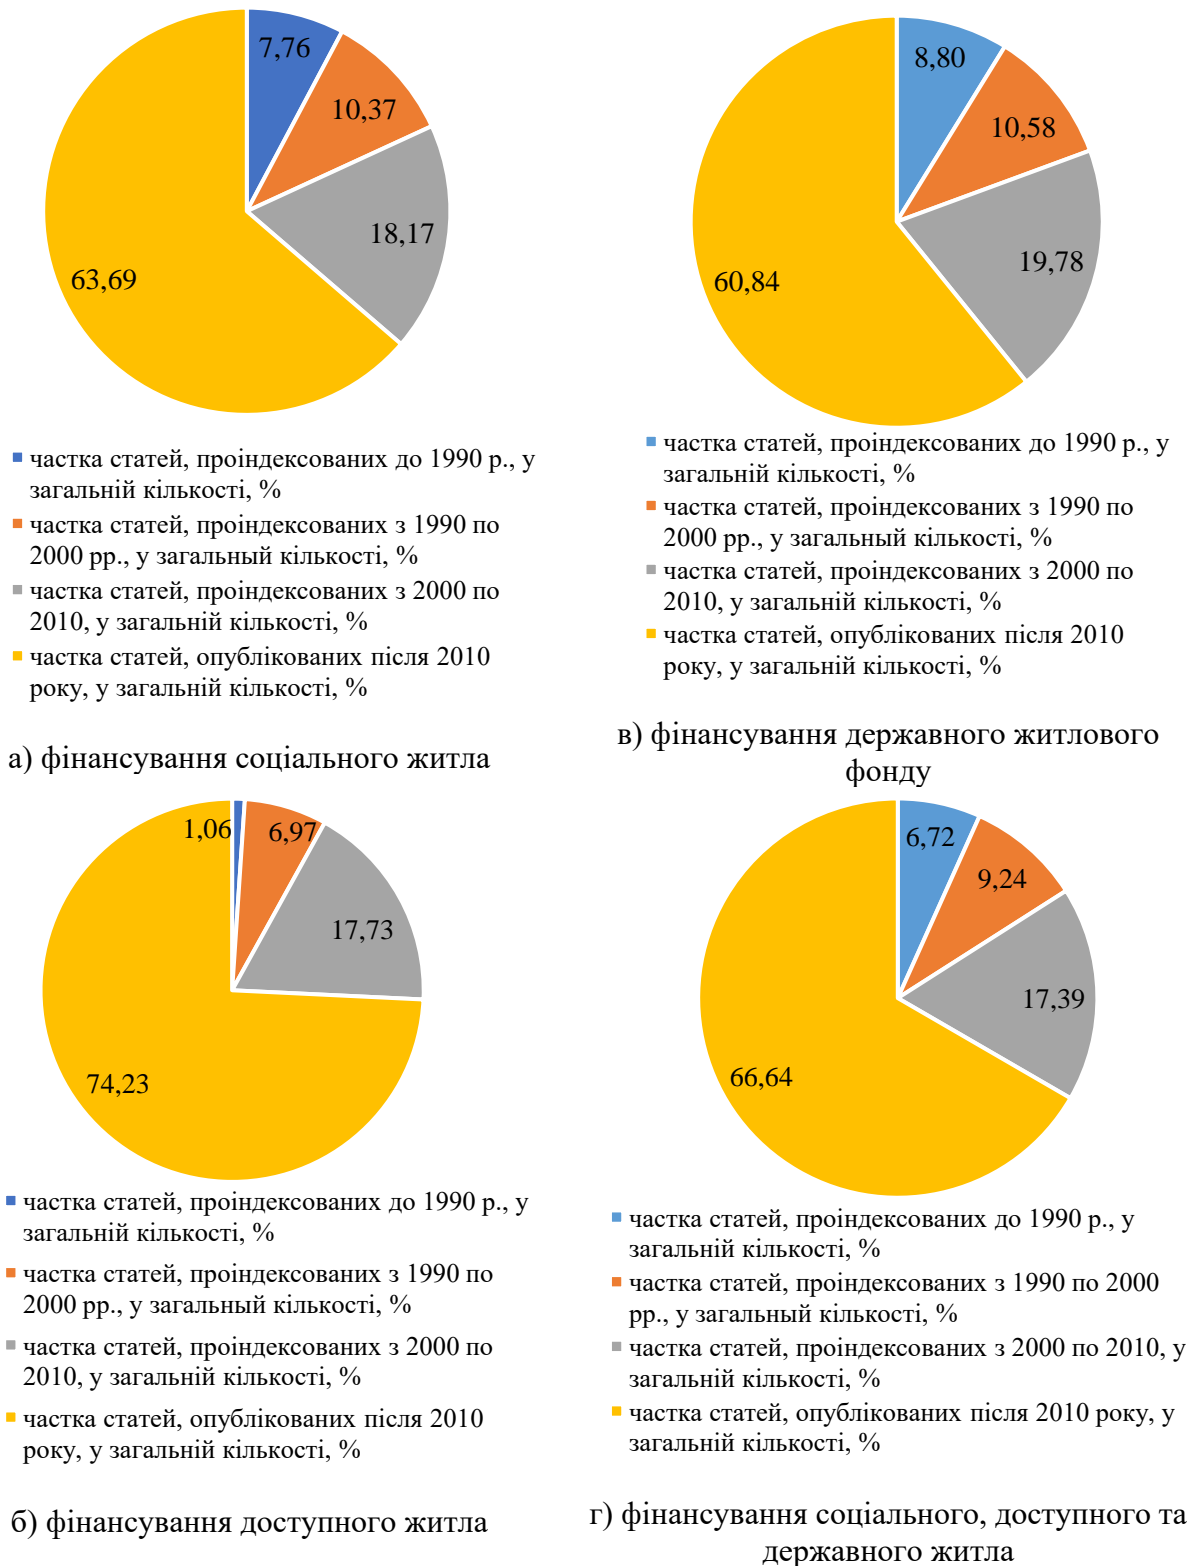 7,76
10,37
18,17
63,69
частка статей, проіндексованих до 1990 р., у
загальній кількості, %
частка статей, проіндексованих з 1990 по
2000 рр., у загальный кількості, %
частка статей, проіндексованих з 2000 по
2010, у загальній кількості, %
частка статей, опублікованих після 2010
року, у загальній кількості, %
а) фінансування соціального житла
8,80
10,58
19,78
60,84
частка статей, проіндексованих до 1990 р., у
загальній кількості, %
частка статей, проіндексованих з 1990 по
2000 рр., у загальный кількості, %
частка статей, проіндексованих з 2000 по
2010, у загальній кількості, %
частка статей, опублікованих після 2010
року, у загальній кількості, %
в) фінансування державного житлового
фонду
1,06
6,97
17,73
74,23
частка статей, проіндексованих до 1990 р., у
загальній кількості, %
частка статей, проіндексованих з 1990 по
2000 рр., у загальный кількості, %
частка статей, проіндексованих з 2000 по
2010, у загальній кількості, %
частка статей, опублікованих після 2010
року, у загальній кількості, %
б) фінансування доступного житла
6,72
9,24
17,39
66,64
частка статей, проіндексованих до 1990 р., у
загальній кількості, %
частка статей, проіндексованих з 1990 по 2000
рр., у загальный кількості, %
частка статей, проіндексованих з 2000 по 2010, у
загальній кількості, %
частка статей, опублікованих після 2010 року, у
загальній кількості, %
г) фінансування соціального, доступного та
державного житла